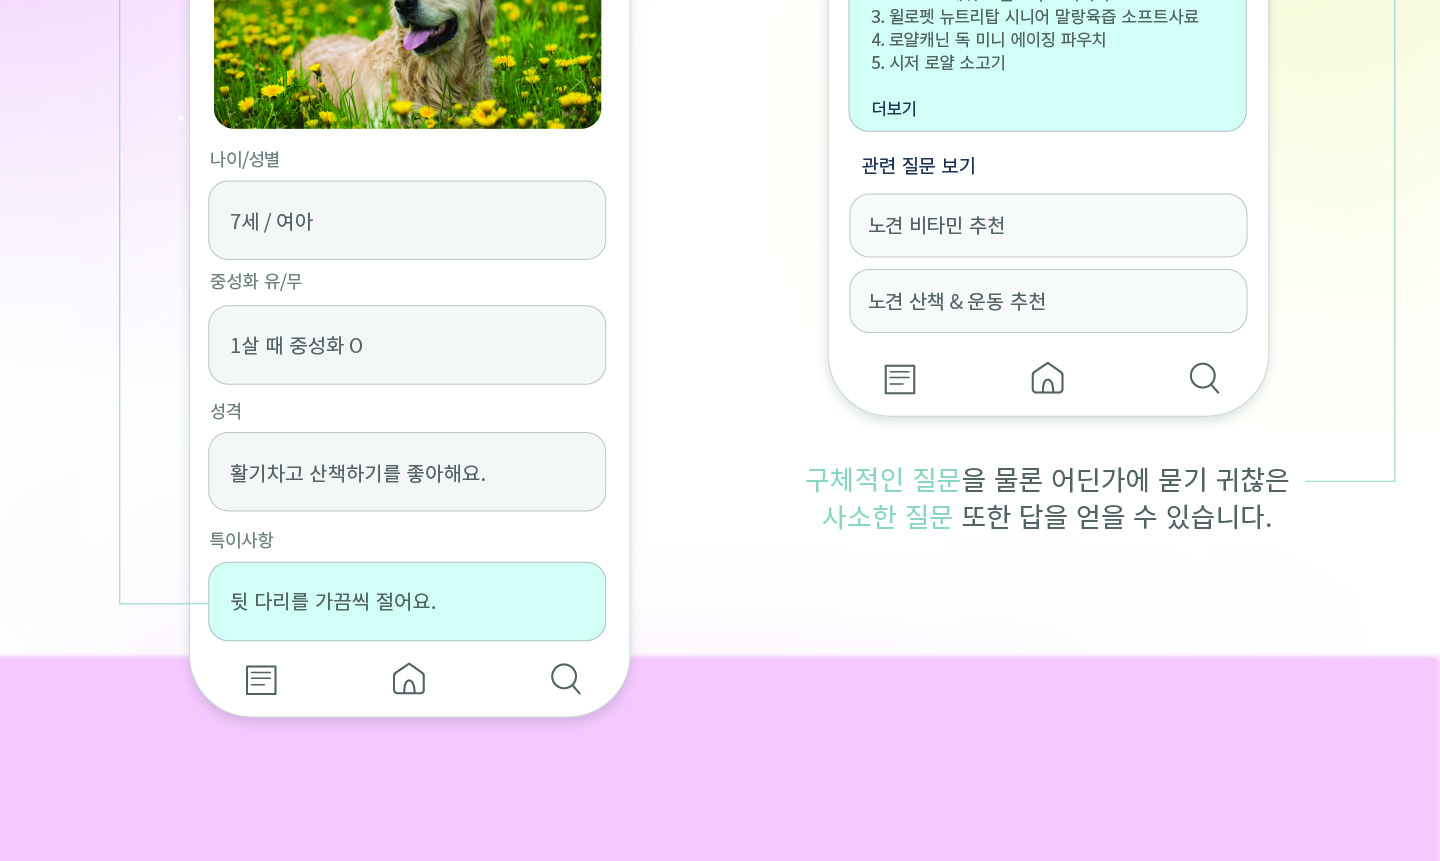 나이/성별
7세 / 여아
중성화 유/무
1살 때 중성화 O
성격
활기차고 산책하기를 좋아해요.
특이사항
뒷 다리를 가끔씩 절어요.
3. 윌로펫 뉴트리탑 시니어 말랑육즙 소프트사료
4. 로얄캐닌 독 미니 에이징 파우치
5. 시저 로얄 소고기
더보기
관련 질문 보기
노견 비타민 추천
노견 산책 & 운동 추천
구체적인 질문을 물론 어딘가에 묻기 귀찮은
사소한 질문 또한 답을 얻을 수 있습니다.